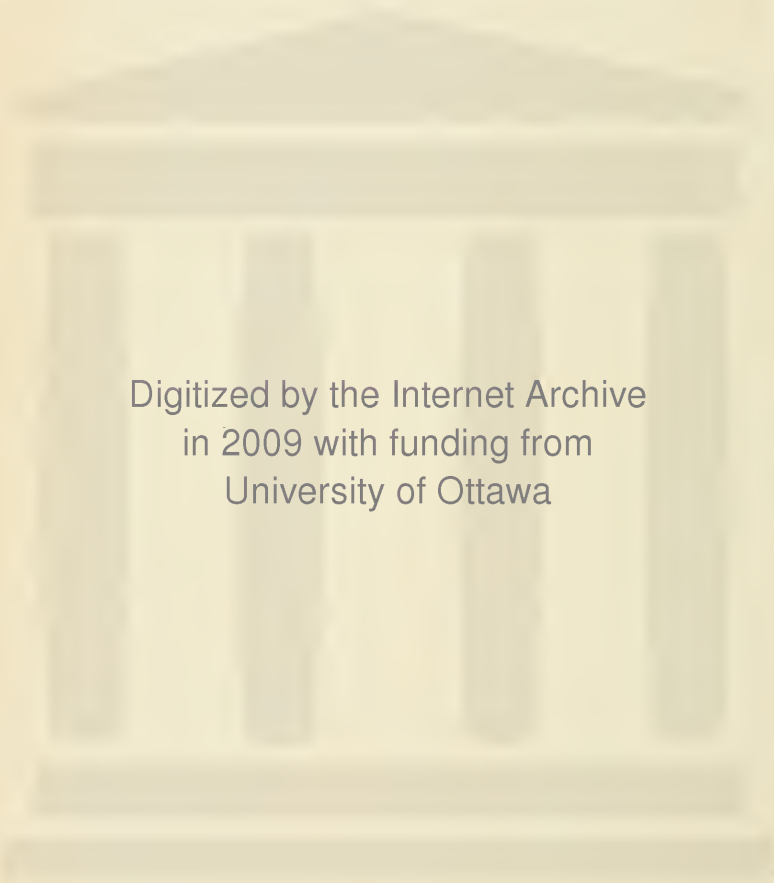 Digitized by the Internet Archive
in 2009 with funding from
University of Ottawa